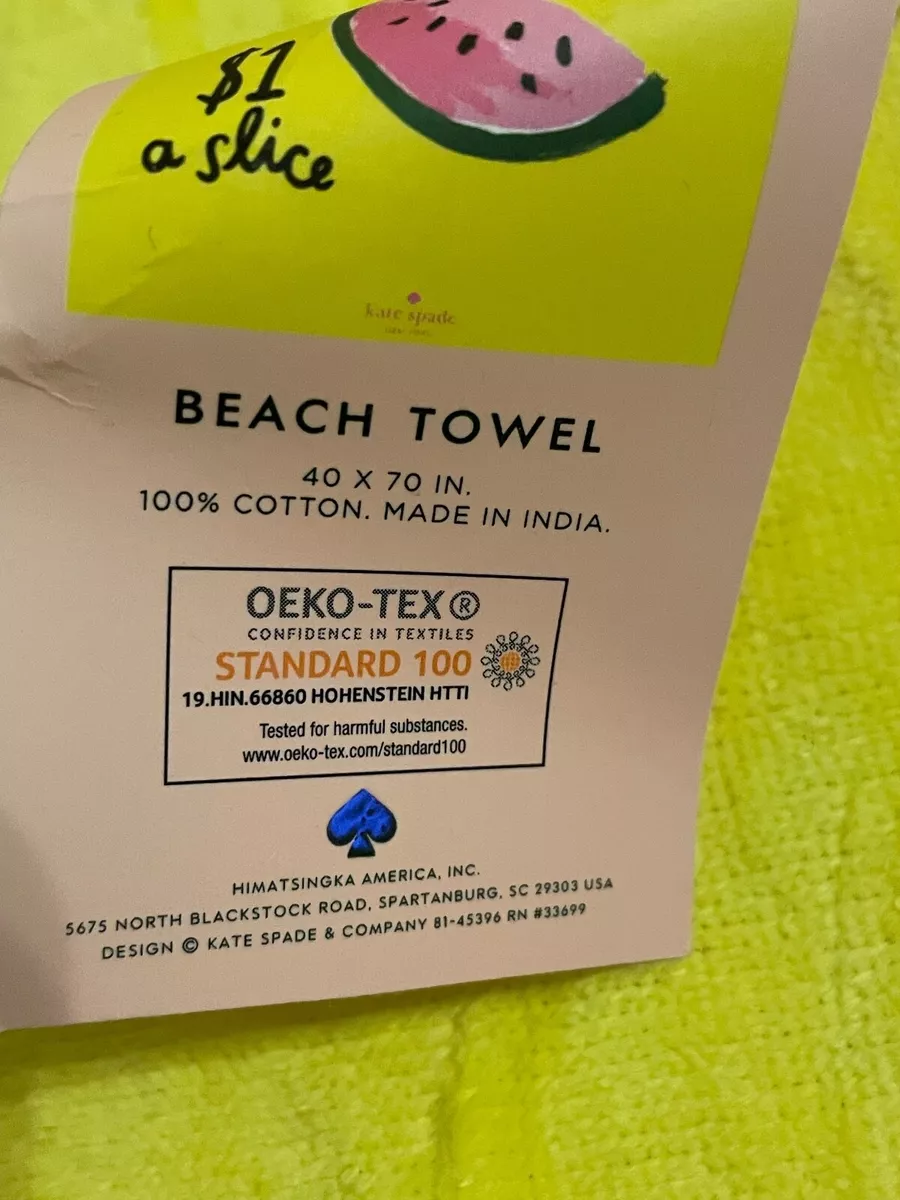 $1
a slice
kate spade
NEW YORK
BEACH TOWEL
40 X 70 IN.
100% COTTON. MADE IN INDIA.
OEKO-TEX®
CONFIDENCE IN TEXTILES
STANDARD 100
19.HIN.66860 HOHENSTEIN HTTI
Tested for harmful substances.
www.oeko-tex.com/standard100
HIMATSINGKA AMERICA, INC.
5675 NORTH BLACKSTOCK ROAD, SPARTANBURG, SC 29303 USA
DESIGN © KATE SPADE & COMPANY 81-45396 RN #33699